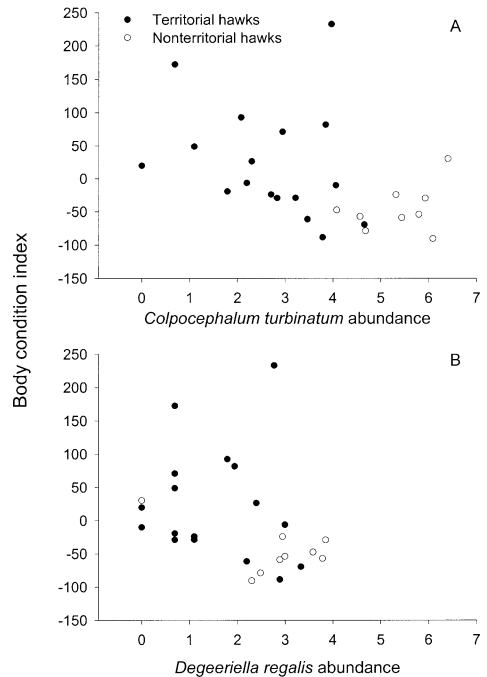 Territorial hawks
Nonterritorial hawks
A
250
200
150
100
50
0
-50
-100
-150
0 1 2 3 4 5 6 7
Colpocephalum turbinatum abundance
Body condition index
B
250
200
150
100
50
0
-50
-100
-150
0 1 2 3 4 5 6 7
Degeeriella regalis abundance